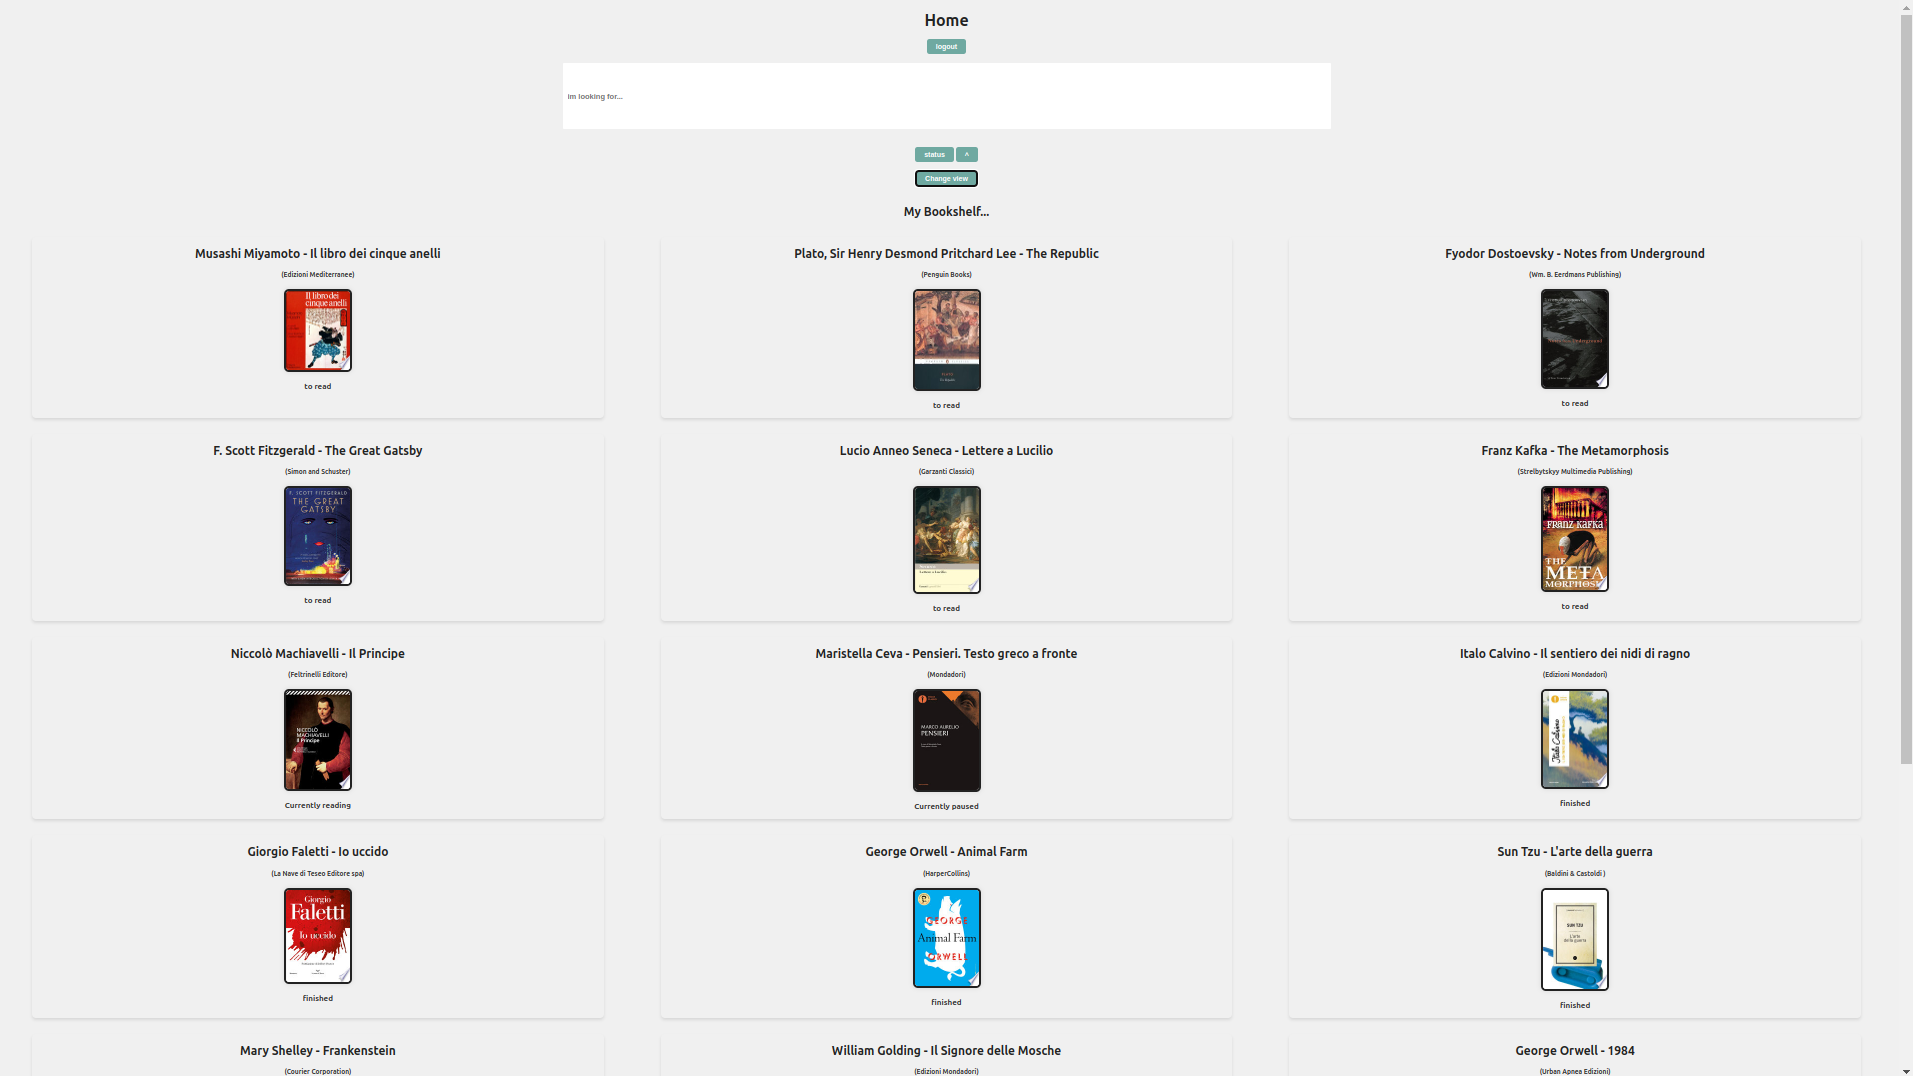 Home
logout
im looking for...
status ^
Change view
My Bookshelf...
Musashi Miyamoto - Il libro dei cinque anelli
(Edizioni Mediterranee)
Il libro dei
cinque anelli
to read
Plato, Sir Henry Desmond Pritchard Lee - The Republic
(Penguin Books)
PLATO
to read
Fyodor Dostoevsky - Notes from Underground
(Wm. B. Eerdmans Publishing)
to read
F. Scott Fitzgerald - The Great Gatsby
(Simon and Schuster)
F. SCOTT FITZGERALD
THE GREAT
GATSBY
to read
Lucio Anneo Seneca - Lettere a Lucilio
(Garzanti Classici)
Lettere a Lucilio
to read
Franz Kafka - The Metamorphosis
(Strelbytskyy Multimedia Publishing)
FRANZ KAFKA
THE
META
MORPHOSIS
to read
Niccolò Machiavelli - Il Principe
(Feltrinelli Editore)
NICCOLÒ
MACHIAVELLI
Il Principe
Currently reading
Maristella Ceva - Pensieri. Testo greco a fronte
(Mondadori)
MARCO AURELIO
PENSIERI
Currently paused
Italo Calvino - Il sentiero dei nidi di ragno
(Edizioni Mondadori)
Italo Calvino
finished
Giorgio Faletti - Io uccido
(La Nave di Teseo Editore spa)
Giorgio
Faletti
Io uccido
finished
George Orwell - Animal Farm
(HarperCollins)
GEORGE
Animal Farm
ORWELL
finished
Sun Tzu - L'arte della guerra
(Baldini & Castoldi )
SUN TZU
L'arte
della guerra
finished
Mary Shelley - Frankenstein
(Courier Corporation)
William Golding - Il Signore delle Mosche
(Edizioni Mondadori)
George Orwell - 1984
(Urban Apnea Edizioni)